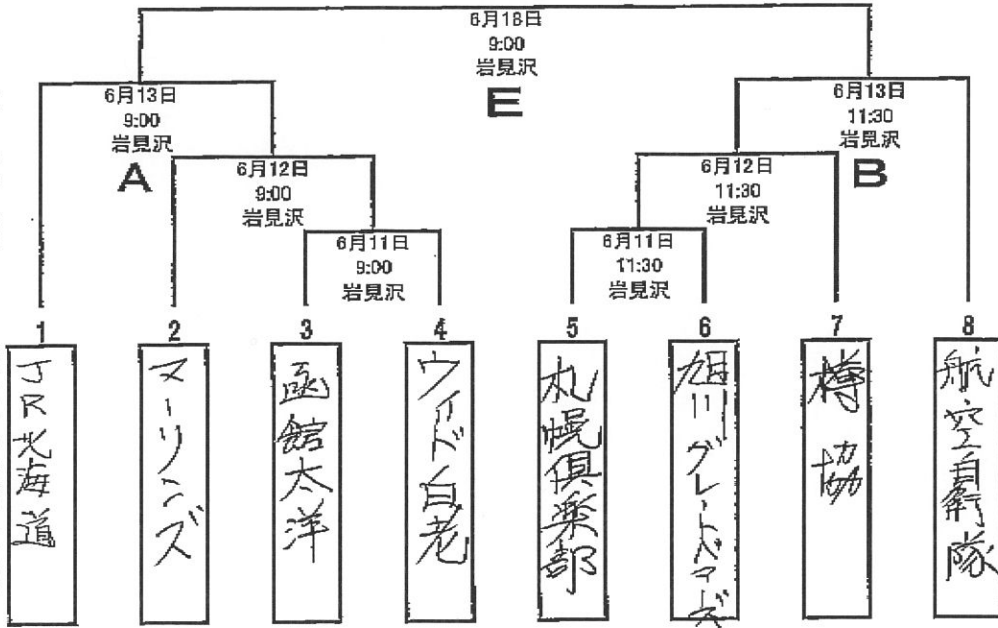 6月18日
9:00
岩見沢
E
6月13日
9:00
岩見沢
A
6月13日
11:30
岩見沢
B
6月12日
9:00
岩見沢
6月12日
11:30
岩見沢
6月11日
9:00
岩見沢
6月11日
11:30
岩見沢
1
2
3
4
5
6
7
8
JR北海道
マーリンズ
函館太洋
ウイード白老
札幌倶楽部
旭川グレートベアーズ
樽協
航空自衛隊